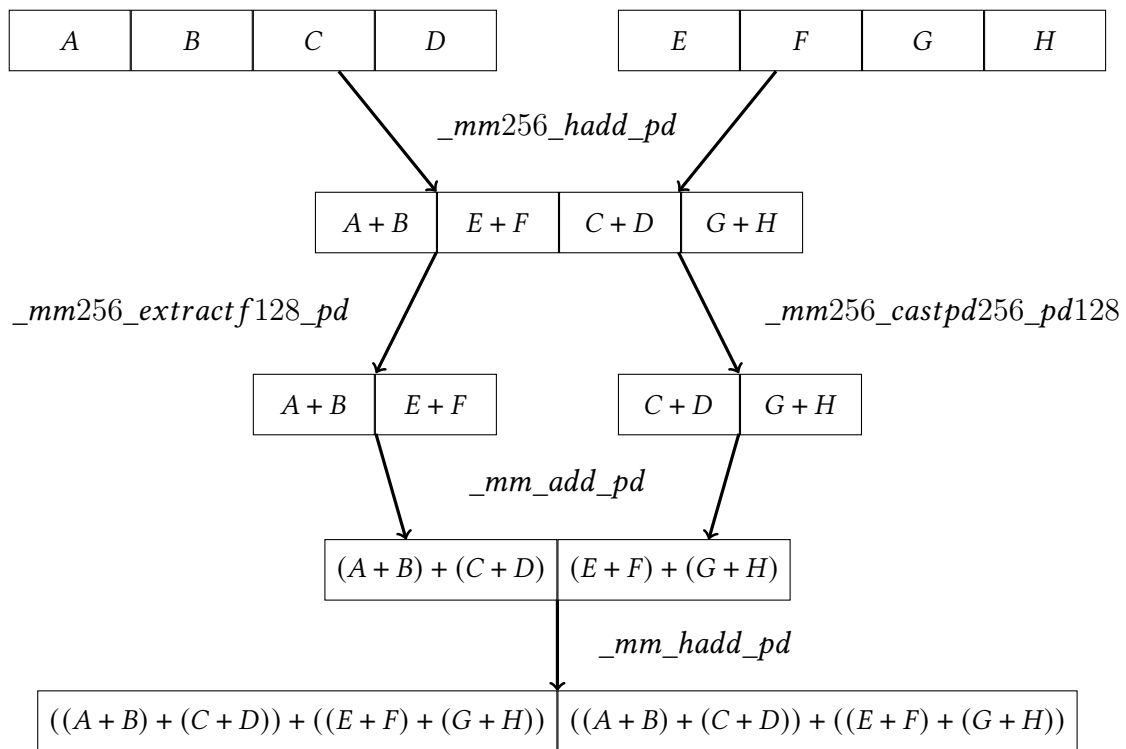 A B C D E F G H
_mm256_hadd_pd
A + B E + F C + D G + H
_mm256_extractf128_pd _mm256_castpd256_pd128
A + B E + F C + D G + H
_mm_add_pd
(A + B) + (C + D) (E + F) + (G + H)
_mm_hadd_pd
((A + B) + (C + D)) + ((E + F) + (G + H)) ((A + B) + (C + D)) + ((E + F) + (G + H))